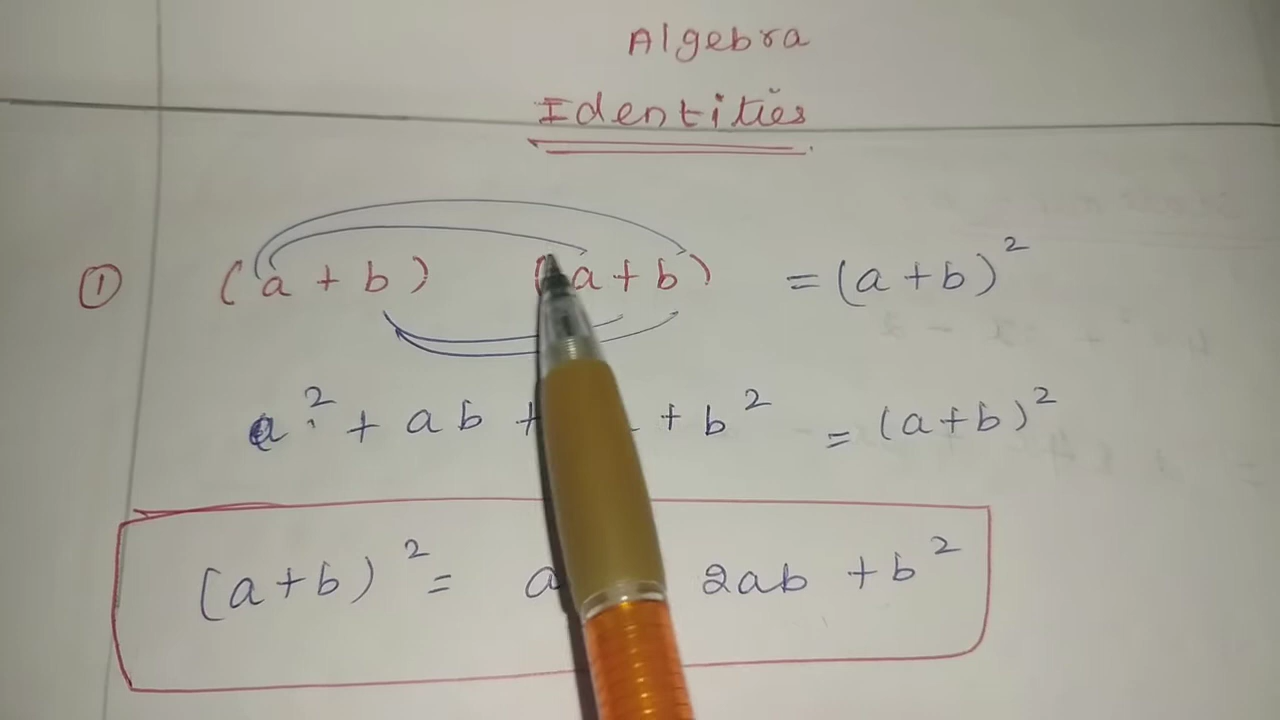 Algebra
Identities
① (a + b) (a + b) = (a + b)²
a² + ab + + b² = (a+b)²
(a+b)² = a 2ab + b²